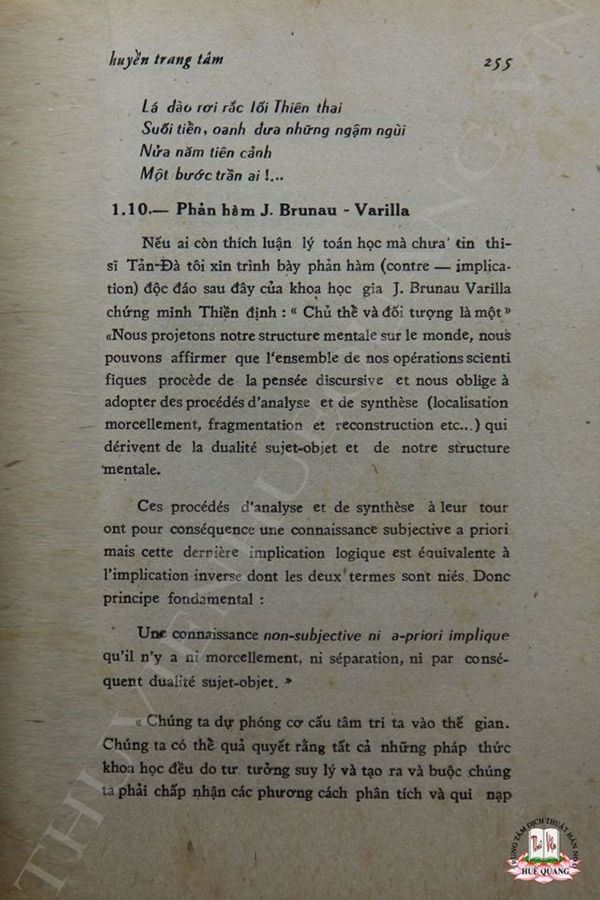 huyền trang tâm 255
Lá đào rơi rắc lối Thiên thai
Suối tiền, oanh đưa những ngậm ngùi
Nửa năm tiên cảnh
Một bước trần ai !...
1.10.— Phản hàm J. Brunau - Varilla
Nếu ai còn thích luận lý toán học mà chưa tin thi-
sĩ Tản-Đà tôi xin trình bày phản hàm (contre — implica-
tion) độc đáo sau đây của khoa học gia J. Brunau Varilla
chứng minh Thiền định : « Chủ thể và đối tượng là một »
«Nous projetons notre structure mentale sur le monde, nous
pouvons affirmer que l'ensemble de nos opérations scienti
fiques procède de la pensée discursive et nous oblige à
adopter des procédés d'analyse et de synthèse (localisation
morcellement, fragmentation et reconstruction etc...) qui
dérivent de la dualité sujet-objet et de notre structure
mentale.
Ces procédés d'analyse et de synthèse à leur tour
ont pour conséquence une connaissance subjective a priori
mais cette dernière implication logique est équivalente à
l'implication inverse dont les deux termes sont niés. Donc
principe fondamental :
Une connaissance non-subjective ni a-priori implique
qu'il n'y a ni morcellement, ni séparation, ni par consé-
quent dualité sujet-objet. »
« Chúng ta dự phóng cơ cấu tâm trí ta vào thế gian.
Chúng ta có thể quả quyết rằng tất cả những pháp thức
khoa học đều do tư tưởng suy lý và tạo ra và buộc chúng
ta phải chấp nhận các phương cách phân tích và qui nạp
TRUNG TÂM DỊCH THUẬT HÁN NÔM
HUỆ QUANG